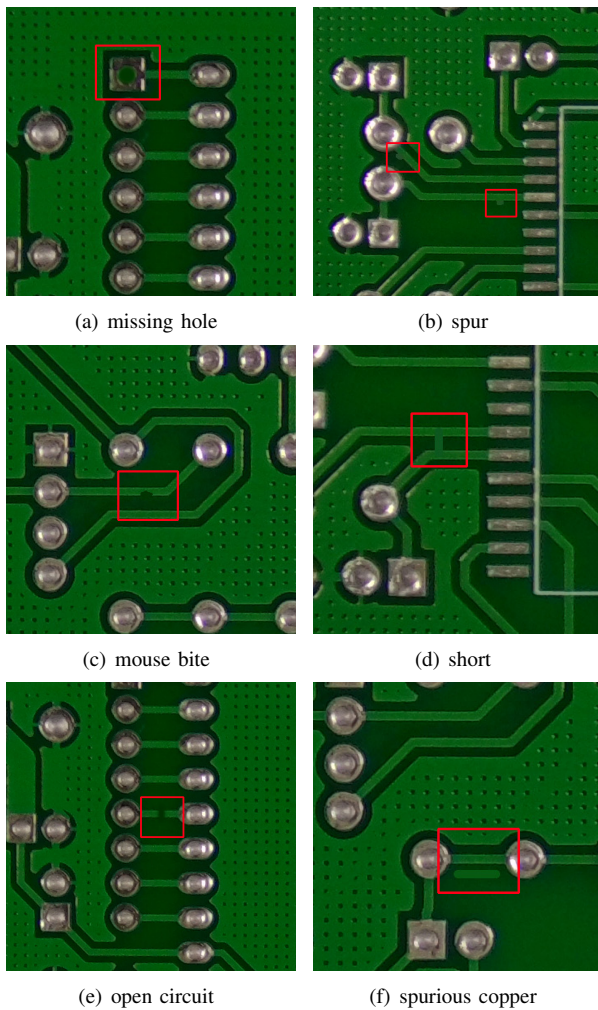 (a) missing hole
(b) spur
(c) mouse bite
(d) short
(e) open circuit
(f) spurious copper